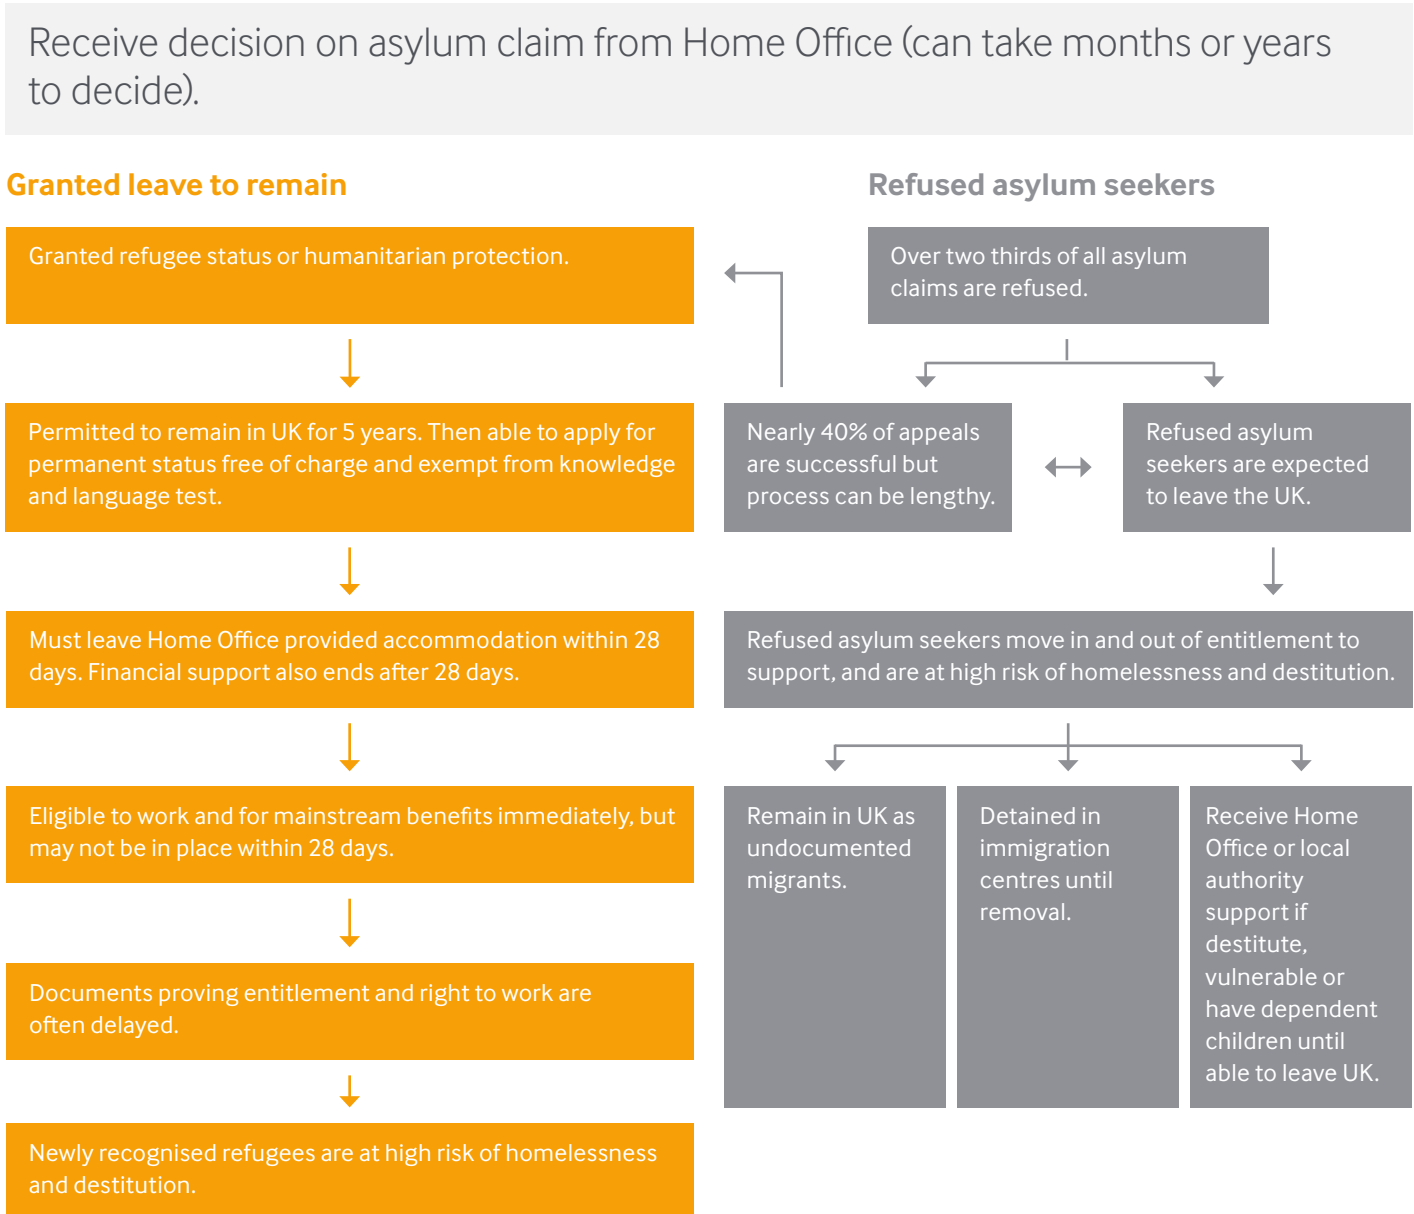 Receive decision on asylum claim from Home Office (can take months or years
to decide).
Granted leave to remain
Granted refugee status or humanitarian protection.
Permitted to remain in UK for 5 years. Then able to apply for
permanent status free of charge and exempt from knowledge
and language test.
Must leave Home Office provided accommodation within 28
days. Financial support also ends after 28 days.
Eligible to work and for mainstream benefits immediately, but
may not be in place within 28 days.
Documents proving entitlement and right to work are
often delayed.
Newly recognised refugees are at high risk of homelessness
and destitution.
Refused asylum seekers
Over two thirds of all asylum
claims are refused.
Nearly 40% of appeals
are successful but
process can be lengthy.
Refused asylum
seekers are expected
to leave the UK.
Refused asylum seekers move in and out of entitlement to
support, and are at high risk of homelessness and destitution.
Remain in UK as
undocumented
migrants.
Detained in
immigration
centres until
removal.
Receive Home
Office or local
authority
support if
destitute,
vulnerable or
have dependent
children until
able to leave UK.